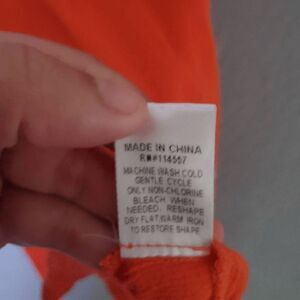 MADE IN CHINA
RN#114567
MACHINE WASH COLD
GENTLE CYCLE
ONLY NON-CHLORINE
BLEACH WHEN
NEEDED, RESHAPE
DRY FLAT WARM IRON
TO RESTORE SHAPE